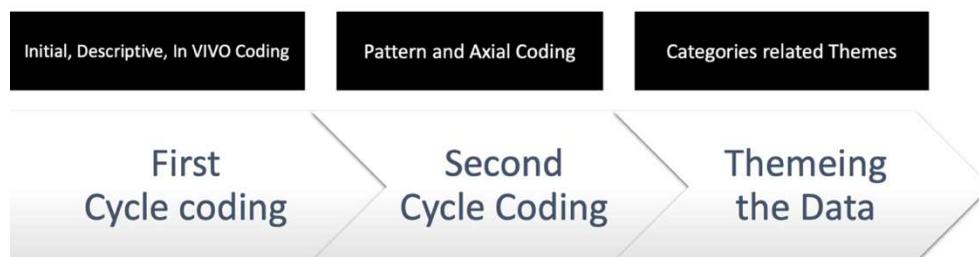 Initial, Descriptive, In VIVO Coding
Pattern and Axial Coding
Categories related Themes
First
Cycle coding
Second
Cycle Coding
Themeing
the Data